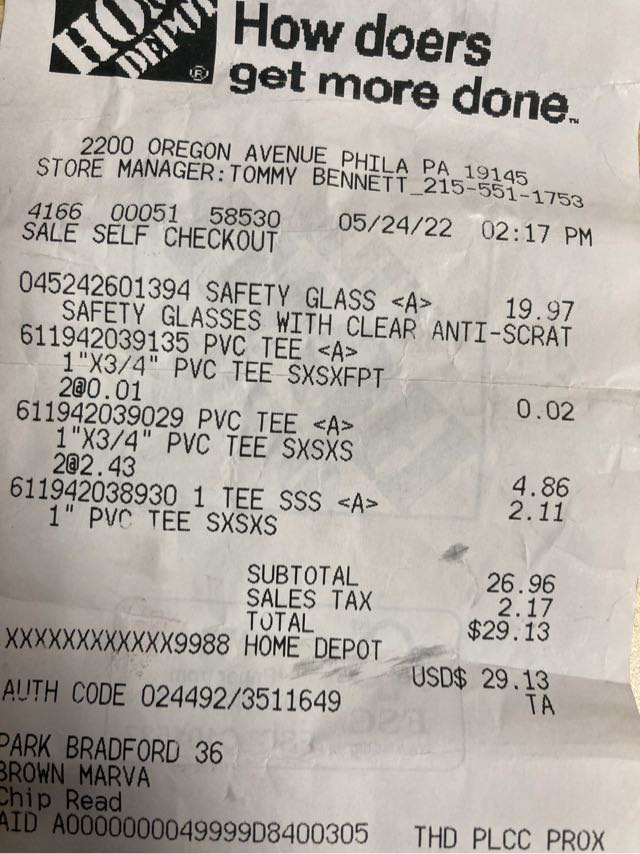 HOME DEPOT ®
How doers
get more done™
2200 OREGON AVENUE PHILA PA 19145
STORE MANAGER:TOMMY BENNETT 215-551-1753
4166 00051 58530 05/24/22 02:17 PM
SALE SELF CHECKOUT
045242601394 SAFETY GLASS <A> 19.97
SAFETY GLASSES WITH CLEAR ANTI-SCRAT
611942039135 PVC TEE <A>
1"X3/4" PVC TEE SXSXFPT
2@0.01 0.02
611942039029 PVC TEE <A>
1"X3/4" PVC TEE SXSXS
2@2.43 4.86
611942038930 1 TEE SSS <A> 2.11
1" PVC TEE SXSXS
SUBTOTAL 26.96
SALES TAX 2.17
TOTAL $29.13
XXXXXXXXXXXX9988 HOME DEPOT
USD$ 29.13
AUTH CODE 024492/3511649 TA
PARK BRADFORD 36
BROWN MARVA
Chip Read
AID A0000000049999D8400305 THD PLCC PROX